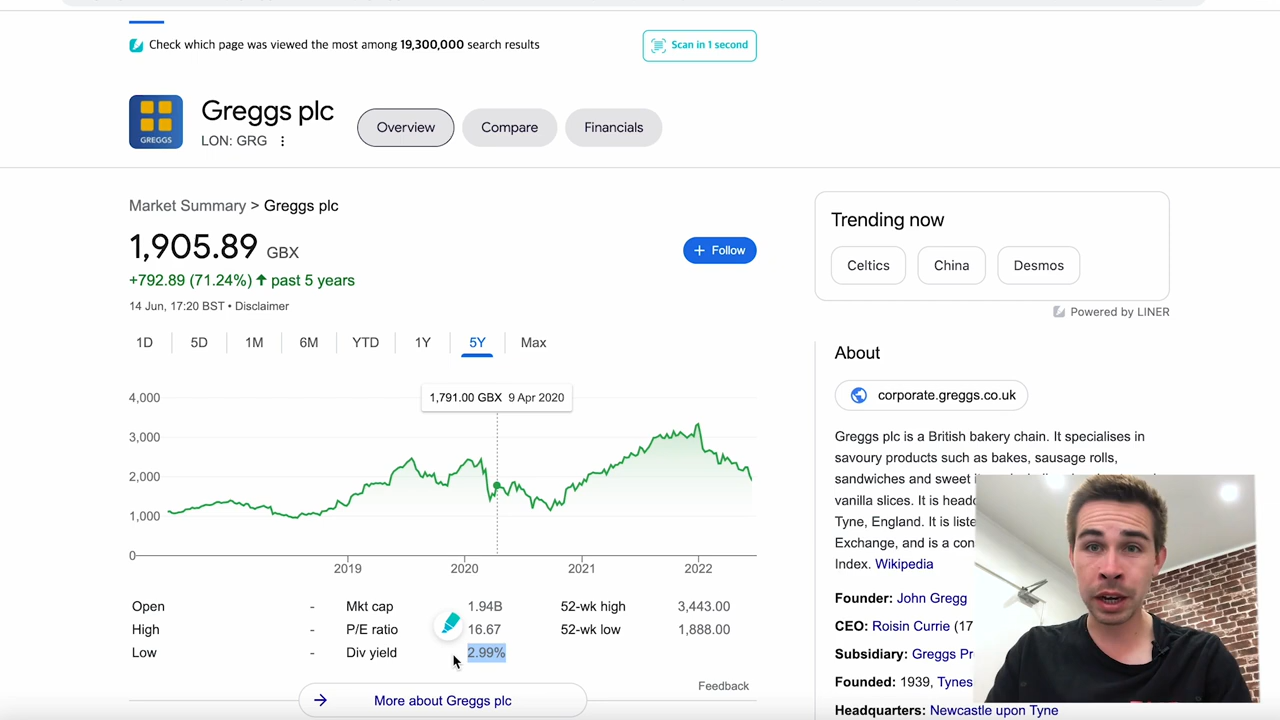 Check which page was viewed the most among 19,300,000 search results
Scan in 1 second
GREGGS
Greggs plc
LON: GRG
Overview
Compare
Financials
Market Summary > Greggs plc
1,905.89 GBX
+ Follow
+792.89 (71.24%) ↑ past 5 years
14 Jun, 17:20 BST • Disclaimer
1D 5D 1M 6M YTD 1Y 5Y Max
1,791.00 GBX 9 Apr 2020
4,000
3,000
2,000
1,000
0
2019 2020 2021 2022
Open - Mkt cap 1.94B 52-wk high 3,443.00
High - P/E ratio 16.67 52-wk low 1,888.00
Low - Div yield 2.99%
Feedback
→ More about Greggs plc
Trending now
Celtics
China
Desmos
Powered by LINER
About
corporate.greggs.co.uk
Greggs plc is a British bakery chain. It specialises in
savoury products such as bakes, sausage rolls,
sandwiches and sweet
vanilla slices. It is
Tyne, England. It is
Exchange, and is a
Index. Wikipedia
Founder: John Gregg
CEO: Roisin Currie (17
Subsidiary: Greggs
Founded: 1939,
Headquarters: Newcastle upon Tyne